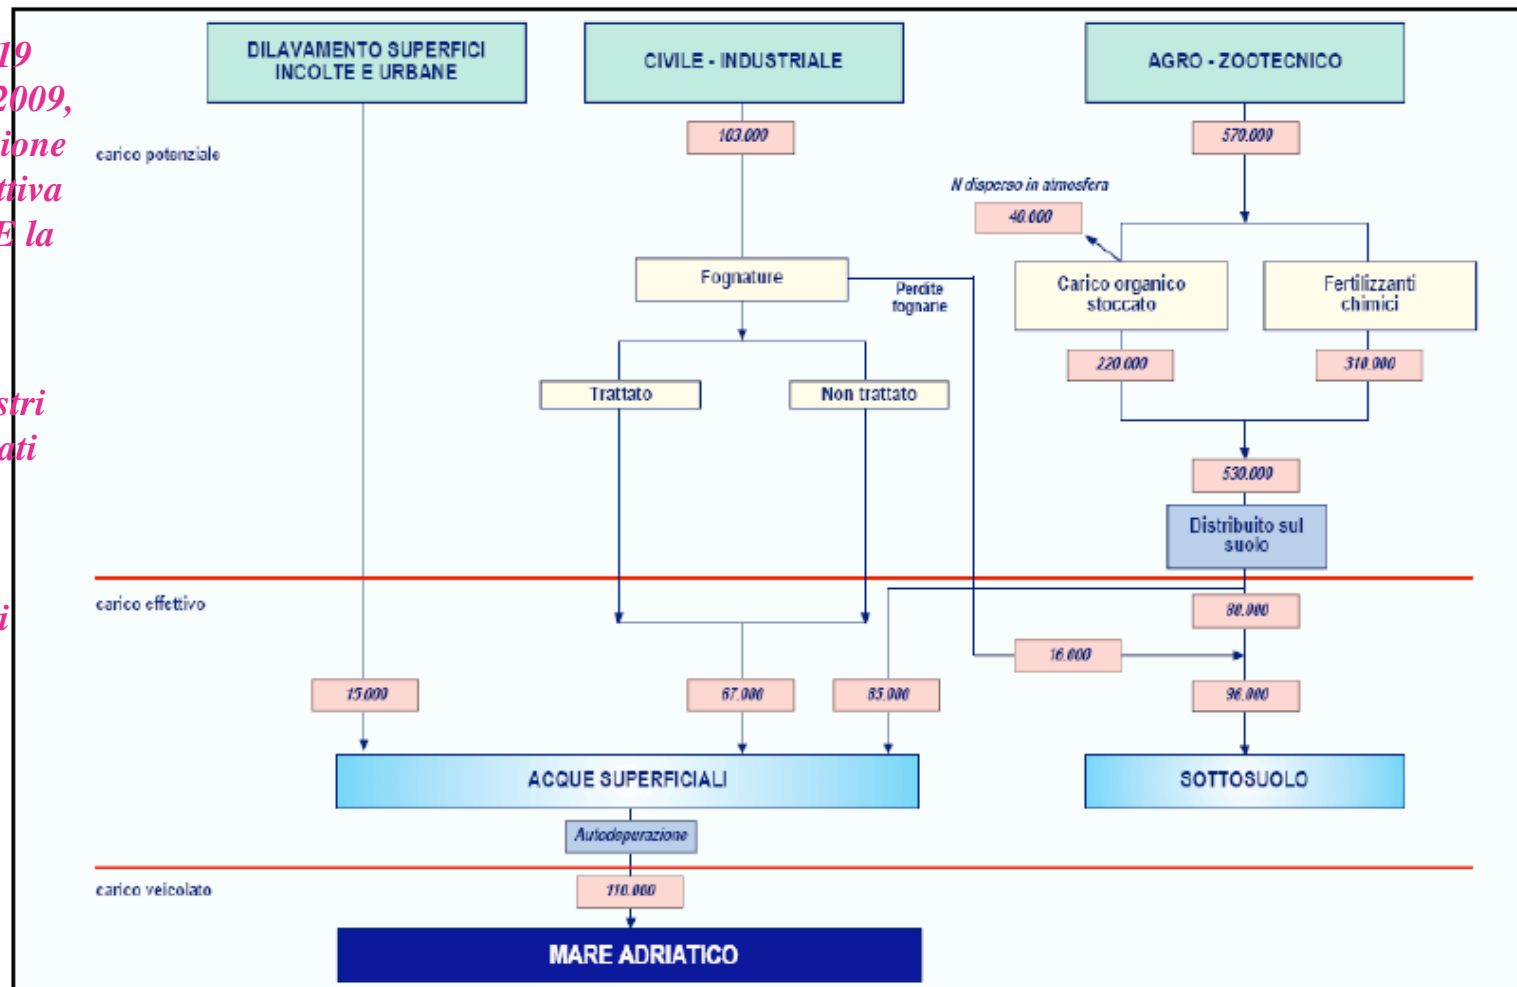 19
2009,
ione
ttiva
E la
stri
ati
i
DILAVAMENTO SUPERFICI
INCOLTE E URBANE
CIVILE - INDUSTRIALE
AGRO - ZOOTECNICO
carico potenziale
103.000
570.000
N disperso in atmosfera
40.000
Fognature
Perdite
fognarie
Carico organico
stoccato
Fertilizzanti
chimici
220.000
310.000
Trattato
Non trattato
530.000
Distribuito sul
suolo
carico effettivo
80.000
16.000
15.000
67.000
85.000
96.000
ACQUE SUPERFICIALI
SOTTOSUOLO
Autodepurazione
carico veicolato
110.000
MARE ADRIATICO